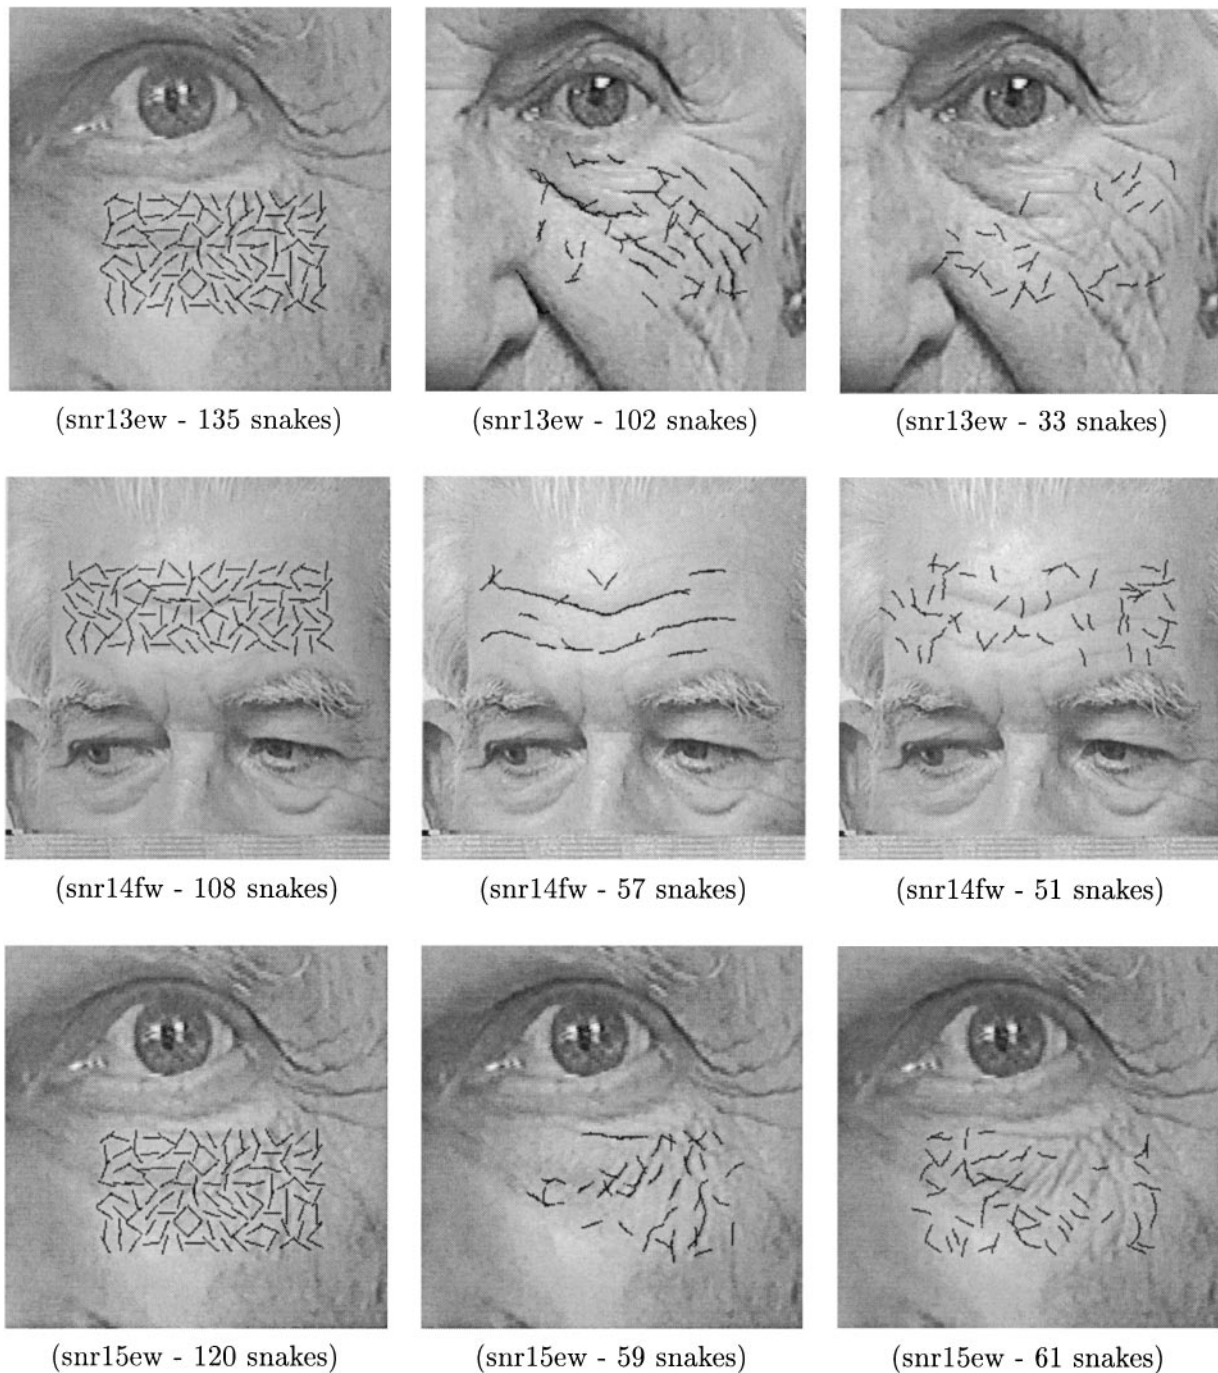 (snr13ew - 135 snakes)
(snr13ew - 102 snakes)
(snr13ew - 33 snakes)
(snr14fw - 108 snakes)
(snr14fw - 57 snakes)
(snr14fw - 51 snakes)
(snr15ew - 120 snakes)
(snr15ew - 59 snakes)
(snr15ew - 61 snakes)